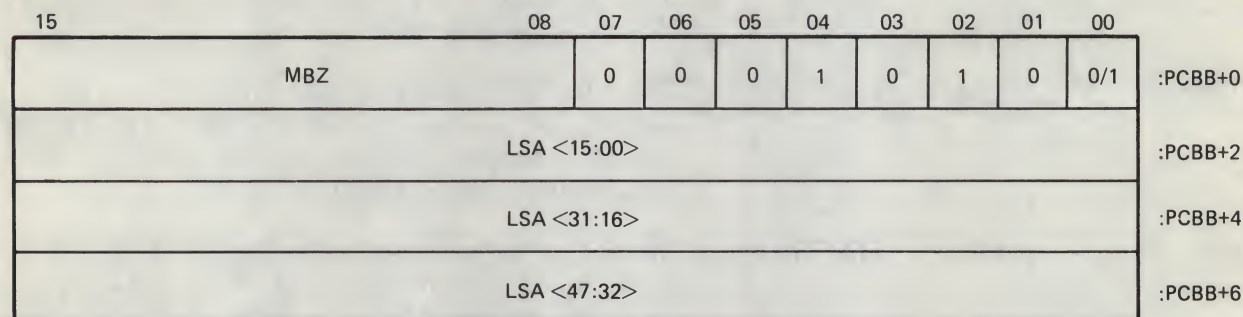 15 08 07 06 05 04 03 02 01 00
MBZ 0 0 0 1 0 1 0 0/1 :PCBB+0
LSA <15:00> :PCBB+2
LSA <31:16> :PCBB+4
LSA <47:32> :PCBB+6